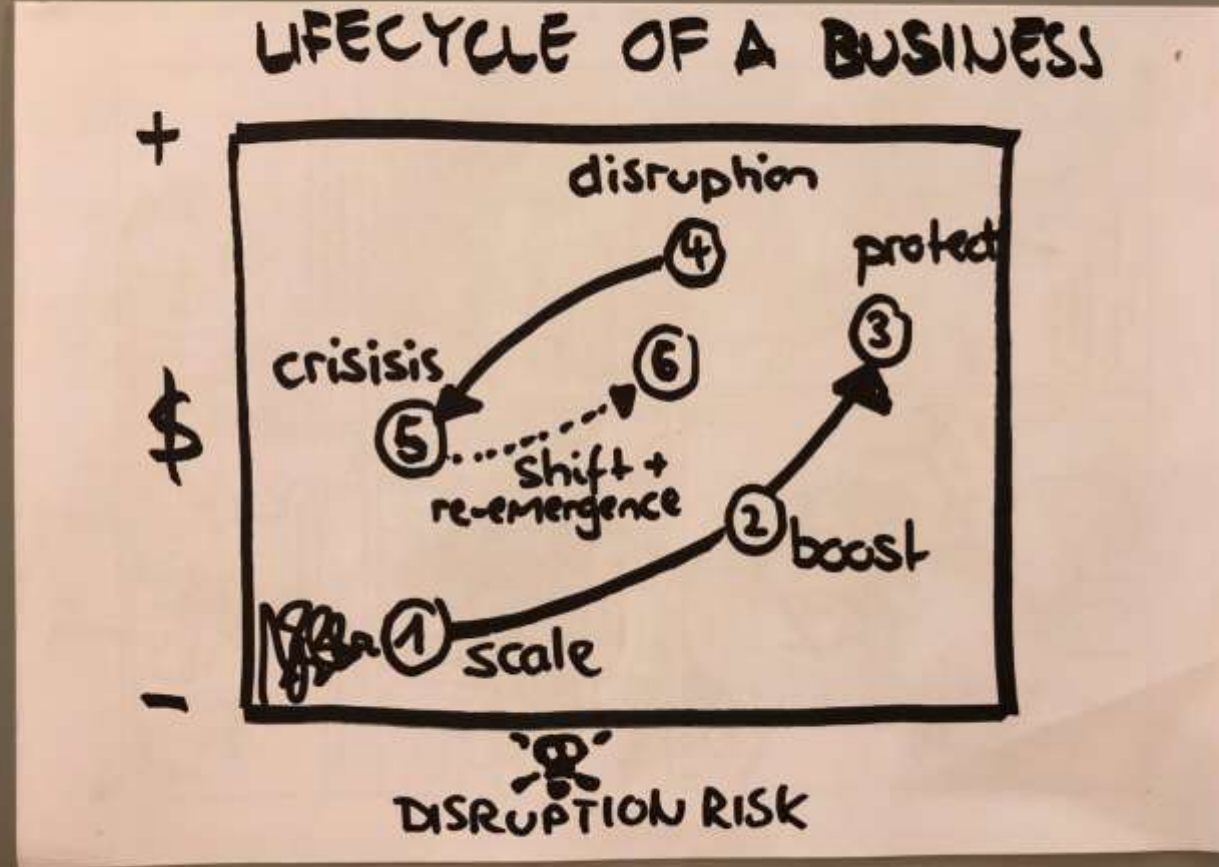 LIFECYCLE OF A BUSINESS
+
disruption
4
protect
3
6
crisisis
$
5
shift +
re-emergence
2
boost
1
scale
-
DISRUPTION RISK